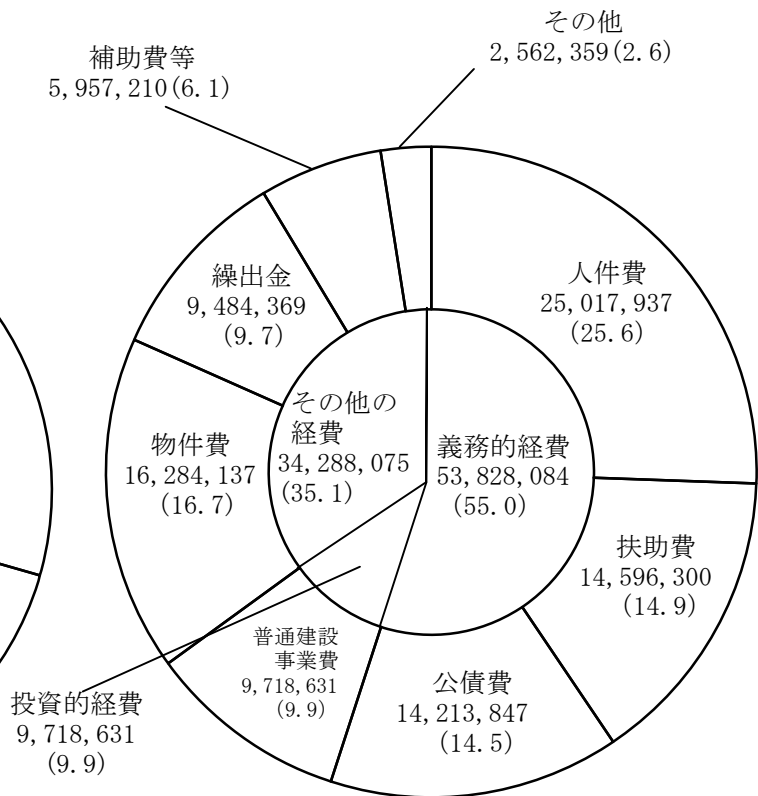 その他
2,562,359(2.6)
補助費等
5,957,210(6.1)
繰出金
9,484,369
(9.7)
人件費
25,017,937
(25.6)
その他の
経費
34,288,075
(35.1)
義務的経費
53,828,084
(55.0)
物件費
16,284,137
(16.7)
扶助費
14,596,300
(14.9)
普通建設
事業費
9,718,631
(9.9)
公債費
14,213,847
(14.5)
投資的経費
9,718,631
(9.9)